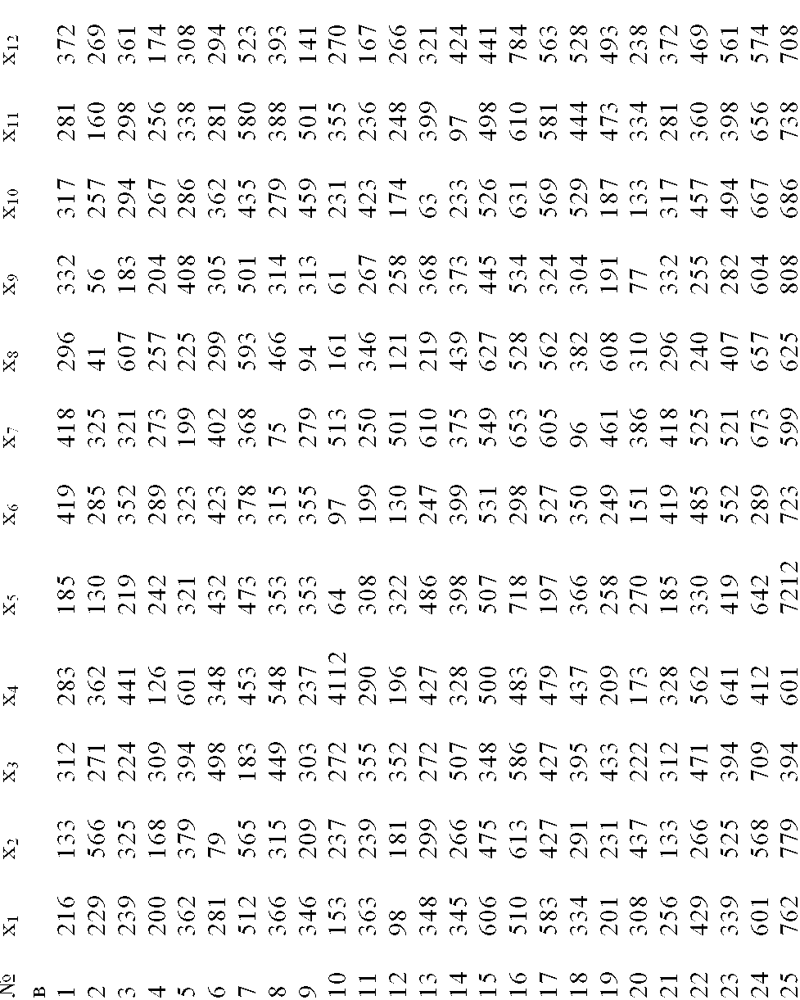 № X₁ X₂ X₃ X₄ X₅ X₆ X₇ X₈ X₉ X₁₀ X₁₁ X₁₂
в
1 216 133 312 283 185 419 418 296 332 317 281 372
2 229 566 271 362 130 285 325 41 56 257 160 269
3 239 325 224 441 219 352 321 607 183 294 298 361
4 200 168 309 126 242 289 273 257 204 267 256 174
5 362 379 394 601 321 323 199 225 408 286 338 308
6 281 79 498 348 432 423 402 299 305 362 281 294
7 512 565 183 453 473 378 368 593 501 435 580 523
8 366 315 449 548 353 315 75 466 314 279 388 393
9 346 209 303 237 353 355 279 94 313 459 501 141
10 153 237 272 4112 64 97 513 161 61 231 355 270
11 363 239 355 290 308 199 250 346 267 423 236 167
12 98 181 352 196 322 130 501 121 258 174 248 266
13 348 299 272 427 486 247 610 219 368 63 399 321
14 345 266 507 328 398 399 375 439 373 233 97 424
15 606 475 348 500 507 531 549 627 445 526 498 441
16 510 613 586 483 718 298 653 528 534 631 610 784
17 583 427 427 479 197 527 605 562 324 569 581 563
18 334 291 395 437 366 350 96 382 304 529 444 528
19 201 231 433 209 258 249 461 608 191 187 473 493
20 308 437 222 173 270 151 386 310 77 133 334 238
21 256 133 312 328 185 419 418 296 332 317 281 372
22 429 266 471 562 330 485 525 240 255 457 360 469
23 339 525 394 641 419 552 521 407 282 494 398 561
24 601 568 709 412 642 289 673 657 604 667 656 574
25 762 779 394 601 7212 723 599 625 808 686 738 708